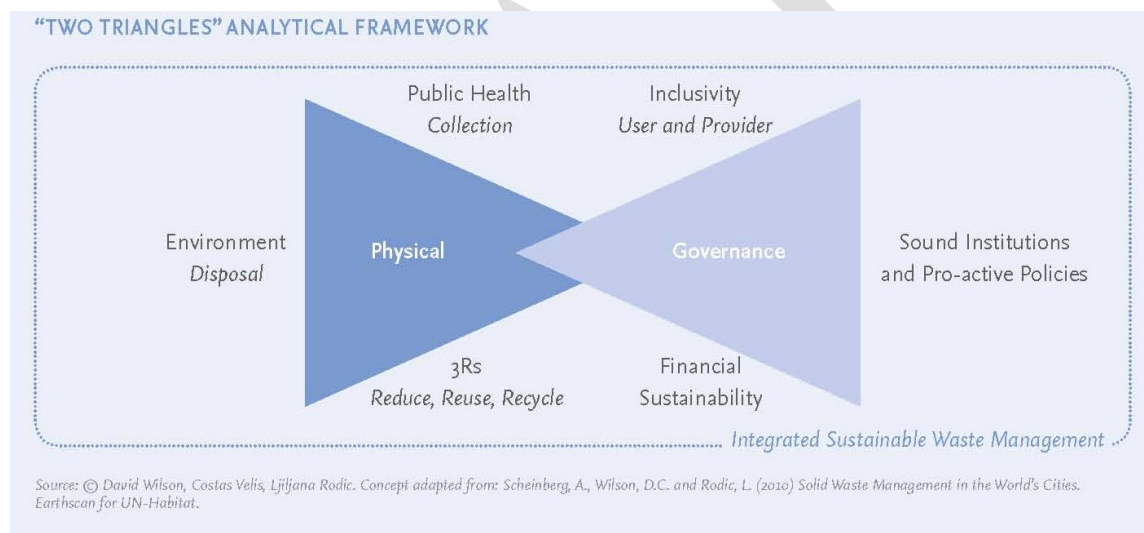 “TWO TRIANGLES” ANALYTICAL FRAMEWORK
Public Health
Collection
Inclusivity
User and Provider
Environment
Disposal
Physical
Governance
Sound Institutions
and Pro-active Policies
3Rs
Reduce, Reuse, Recycle
Financial
Sustainability
Integrated Sustainable Waste Management
Source: © David Wilson, Costas Velis, Ljiljana Rodic. Concept adapted from: Scheinberg, A., Wilson, D.C. and Rodic, L. (2010) Solid Waste Management in the World’s Cities.
Earthscan for UN-Habitat.